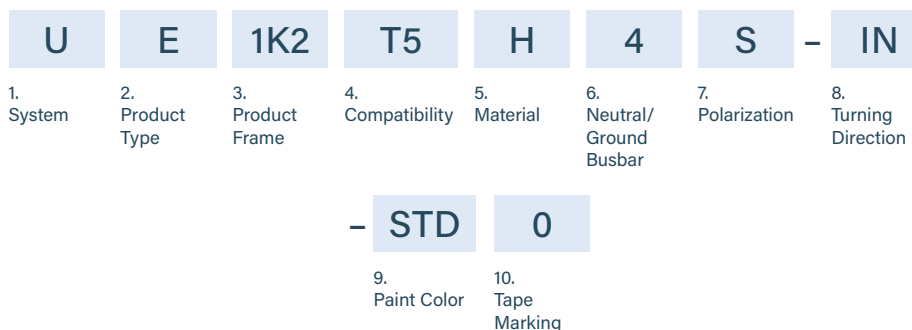 U E 1K2 T5 H 4 S – IN
1. 2. 3. 4. 5. 6. 7. 8.
System Product Product Compatibility Material Neutral/ Polarization Turning
Type Frame Ground Direction
Busbar
– STD 0
9. 10.
Paint Color Tape
Marking